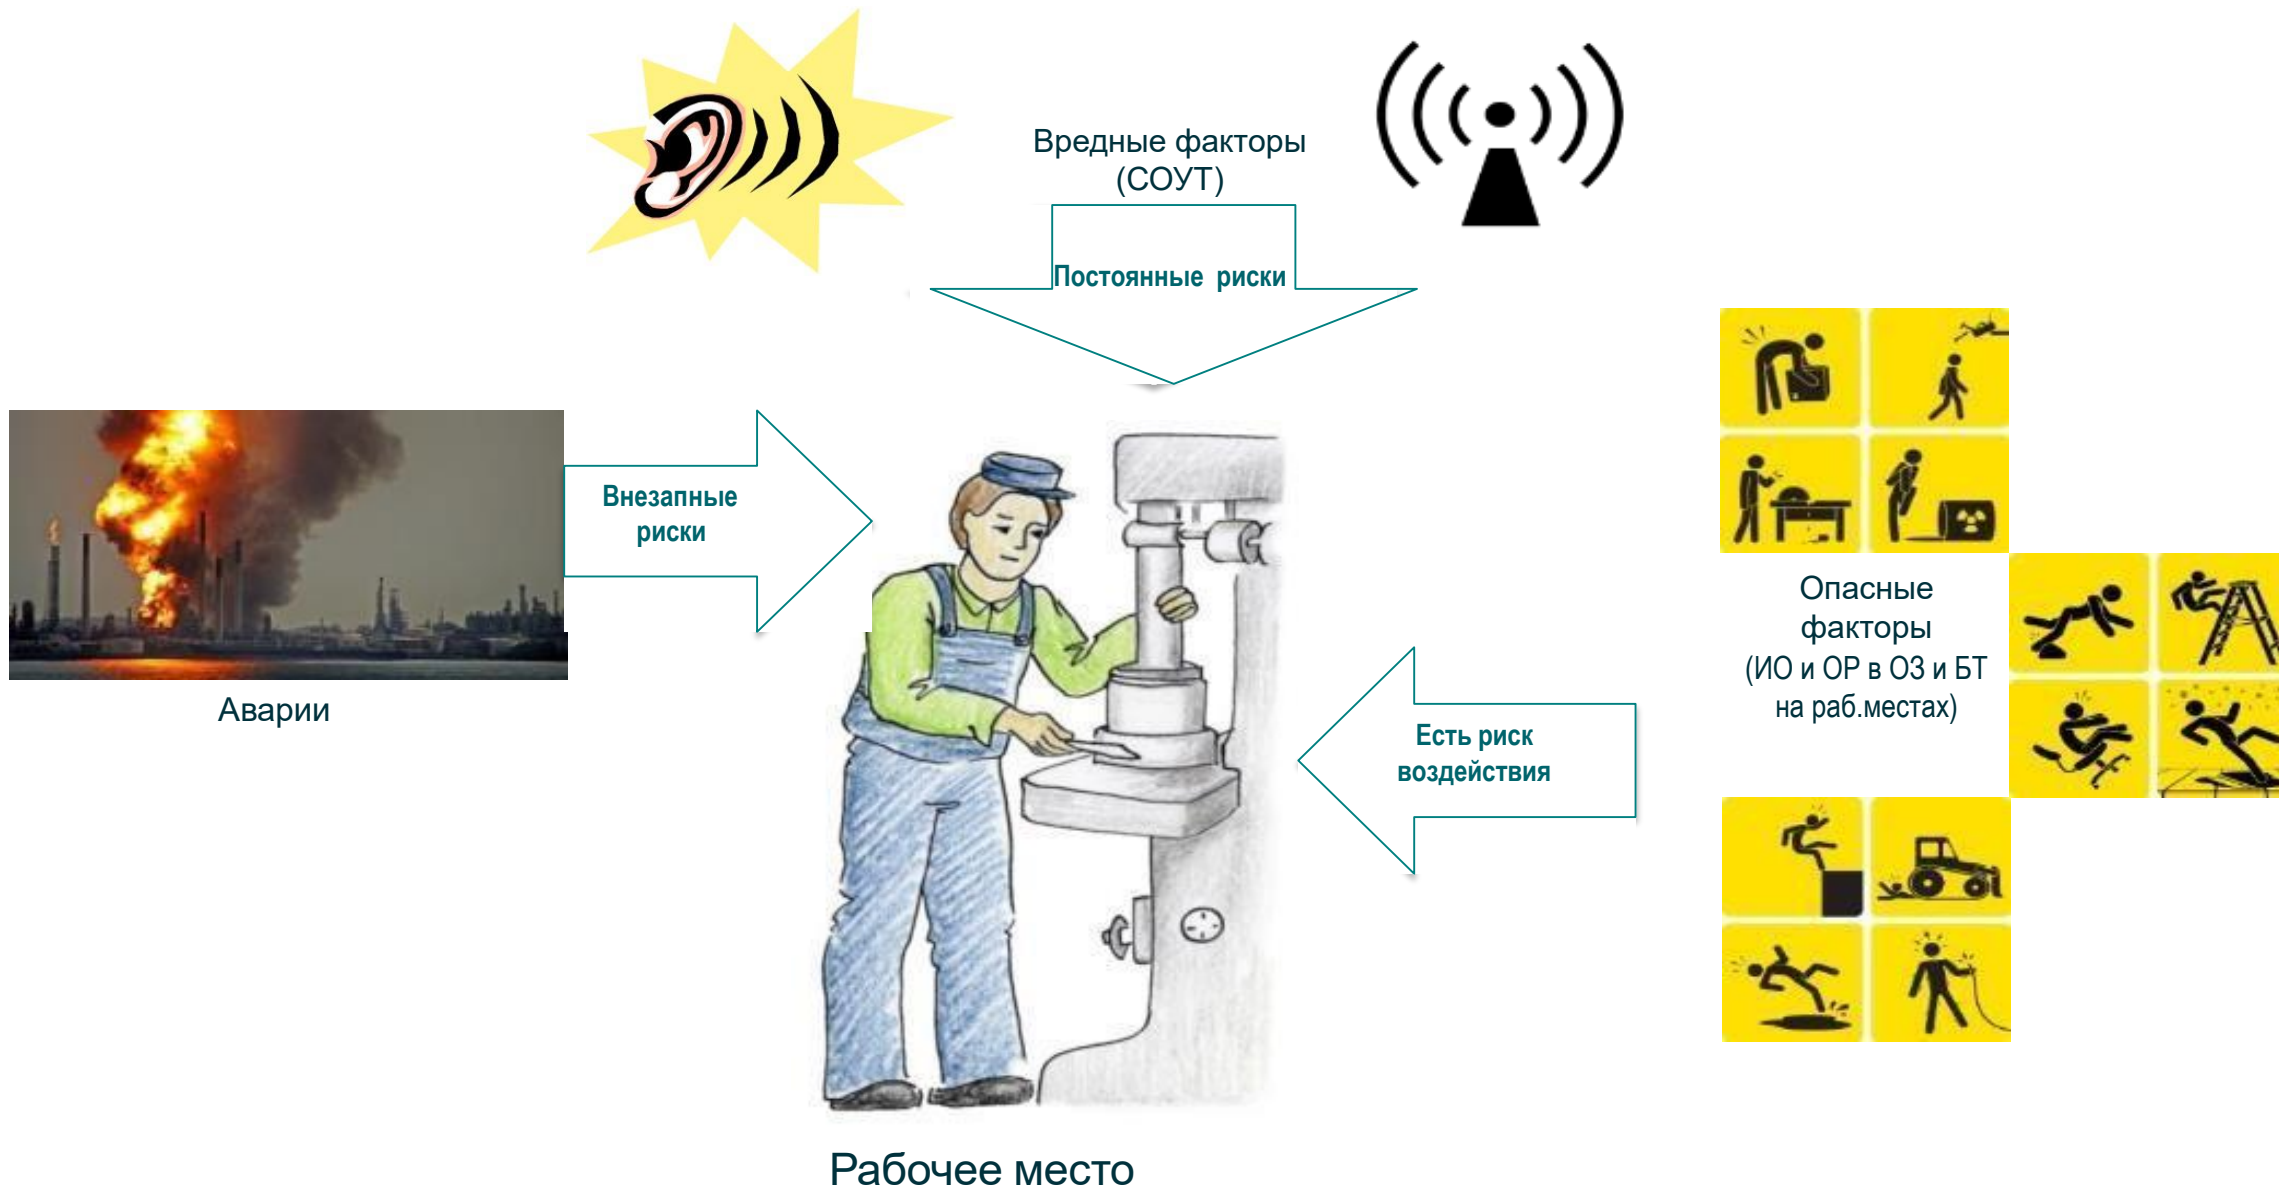 Вредные факторы
(СОУТ)
Постоянные риски
Внезапные
риски
Аварии
Опасные
факторы
(ИО и ОР в ОЗ и БТ
на раб.местах)
Есть риск
воздействия
Рабочее место